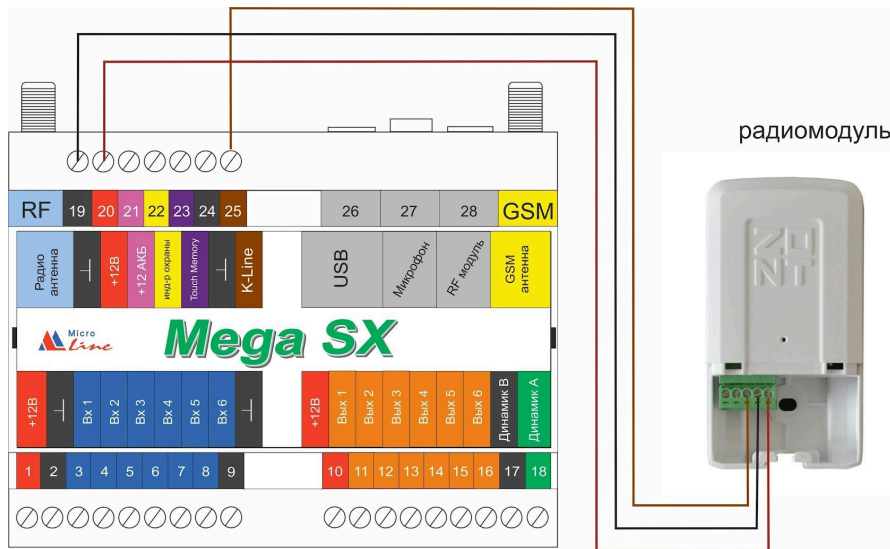 радиомодуль
RF 19 20 21 22 23 24 25 26 27 28 GSM
Радио антенна
+12В
+12 АКБ
инд-р охраны
Touch Memory
K-Line
USB
Микрофон
RF модуль
GSM антенна
Micro Line
Mega SX
ZONT
+12В
Вх 1
Вх 2
Вх 3
Вх 4
Вх 5
Вх 6
+12В
Вых 1
Вых 2
Вых 3
Вых 4
Вых 5
Вых 6
Динамик В
Динамик А
1 2 3 4 5 6 7 8 9 10 11 12 13 14 15 16 17 18